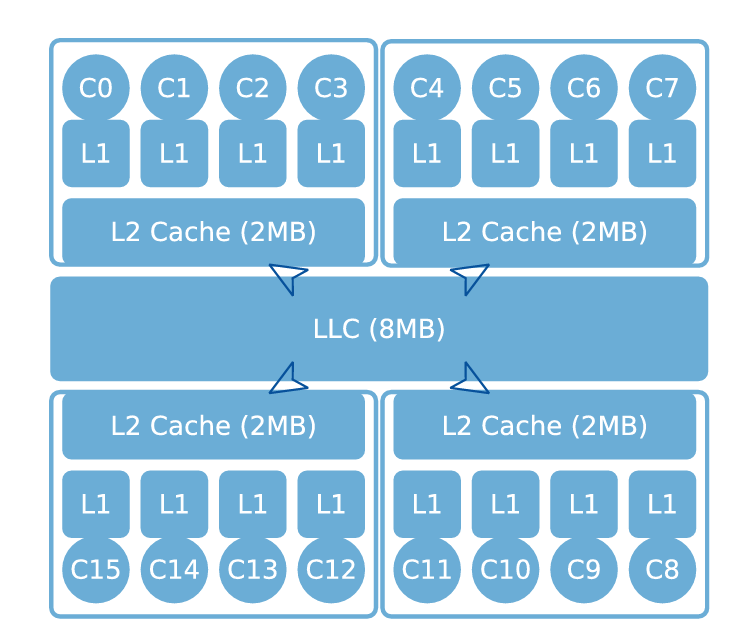 C0 C1 C2 C3 C4 C5 C6 C7
L1 L1 L1 L1 L1 L1 L1 L1
L2 Cache (2MB) L2 Cache (2MB)
LLC (8MB)
L2 Cache (2MB) L2 Cache (2MB)
L1 L1 L1 L1 L1 L1 L1 L1
C15 C14 C13 C12 C11 C10 C9 C8